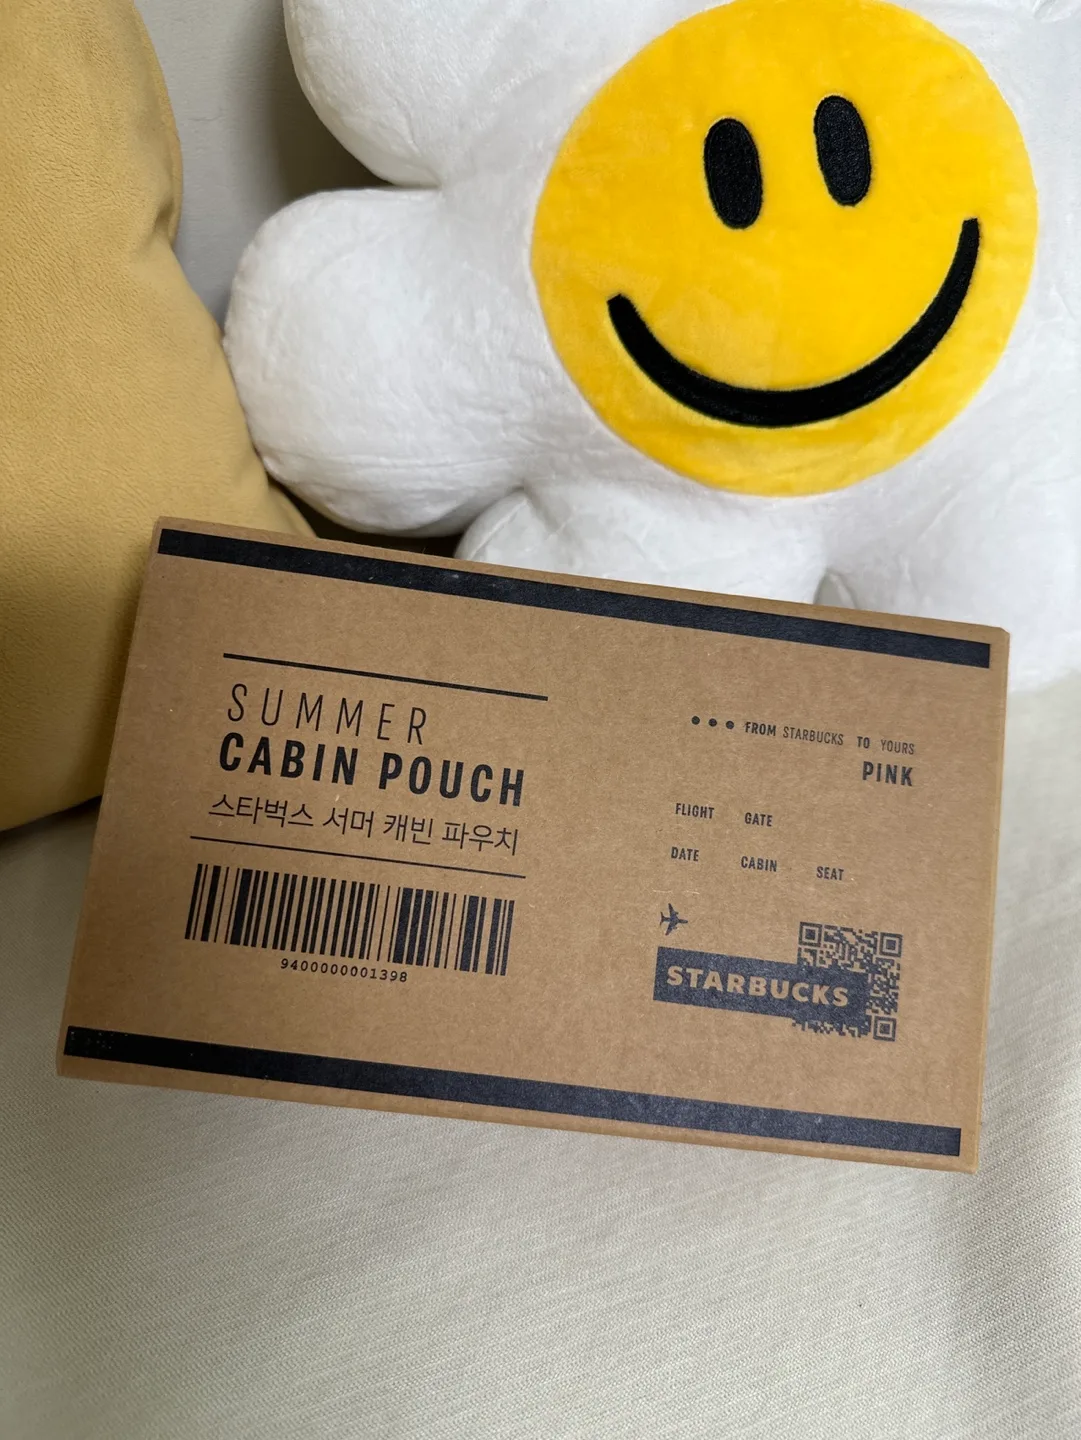 SUMMER
CABIN POUCH
스타벅스 서머 캐빈 파우치
9400000001398
••• FROM STARBUCKS TO YOURS
PINK
FLIGHT GATE
DATE CABIN SEAT
STARBUCKS